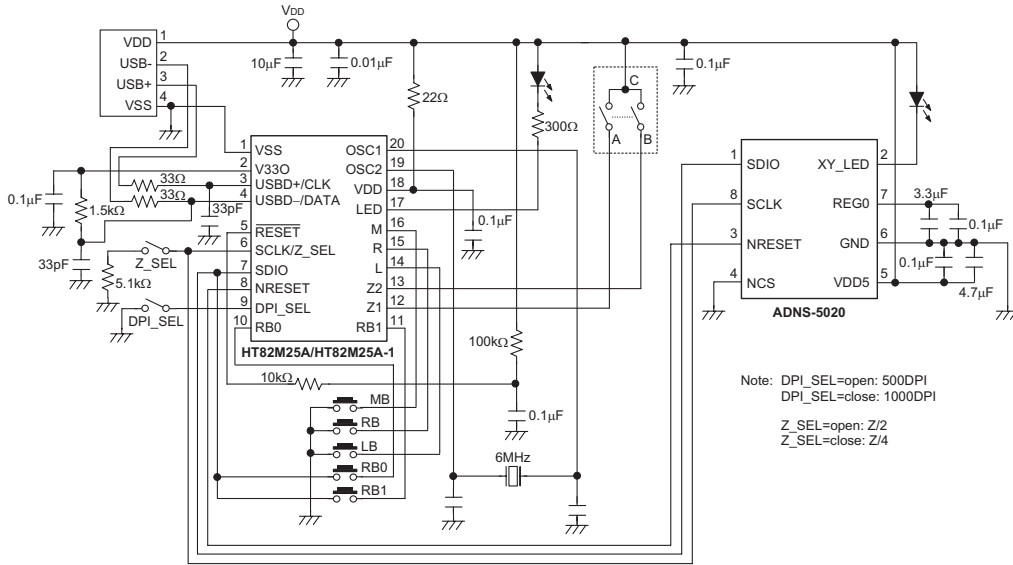 VDD
VDD 1
USB- 2
USB+ 3
VSS 4
10μF
0.01μF
22Ω
300Ω
C
A B
0.1μF
1 VSS OSC1 20
2 V33O OSC2 19
3 USBD+/CLK VDD 18
4 USBD–/DATA LED 17
5 RESET M 16
6 SCLK/Z_SEL R 15
7 SDIO L 14
8 NRESET Z2 13
9 DPI_SEL Z1 12
10 RB0 RB1 11
HT82M25A/HT82M25A-1
33Ω
33Ω
0.1μF
1.5kΩ
33pF
33pF
Z_SEL
5.1kΩ
DPI_SEL
0.1μF
1 SDIO XY_LED 2
8 SCLK REG0 7
3 NRESET GND 6
4 NCS VDD5 5
ADNS-5020
3.3μF
0.1μF
0.1μF
4.7μF
100kΩ
10kΩ
0.1μF
MB
RB
LB
RB0
RB1
6MHz
Note: DPI_SEL=open: 500DPI
DPI_SEL=close: 1000DPI
Z_SEL=open: Z/2
Z_SEL=close: Z/4